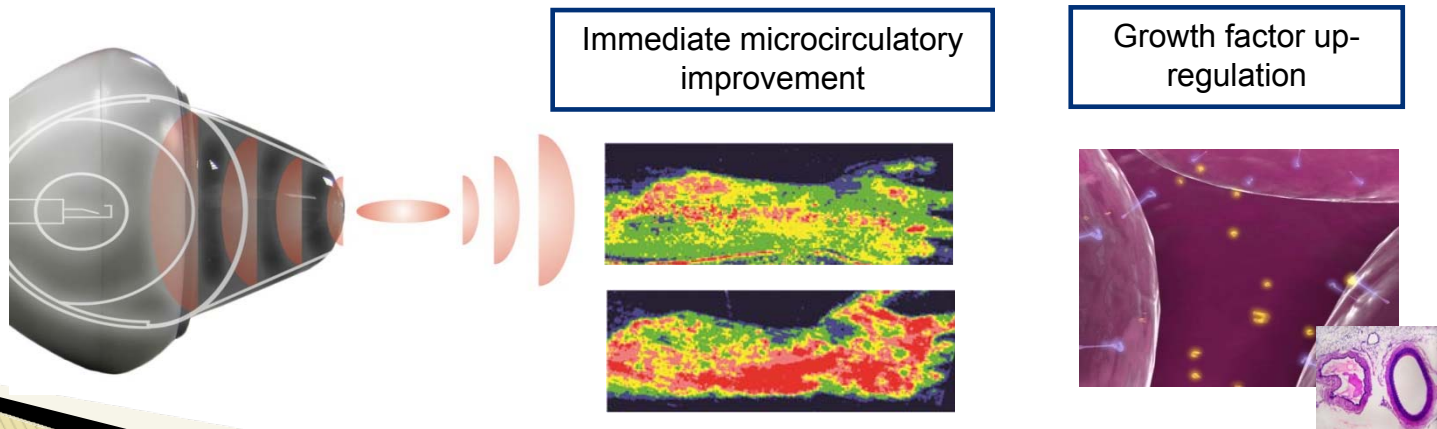 Immediate microcirculatory
improvement
Growth factor up-
regulation